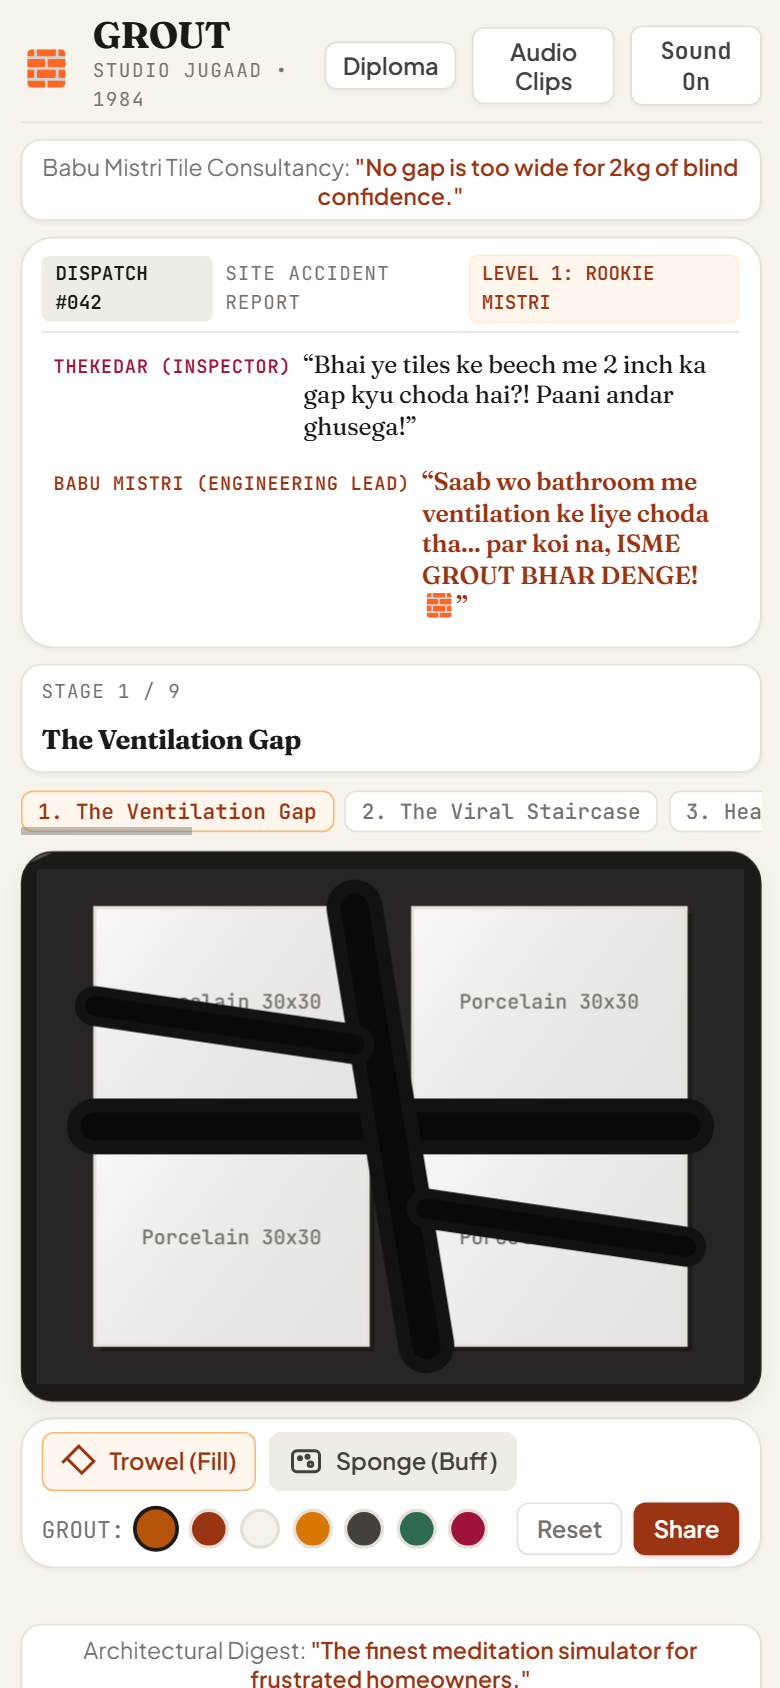 GROUT
STUDIO JUGAAD •
1984
Diploma
Audio
Clips
Sound
On
Babu Mistri Tile Consultancy: "No gap is too wide for 2kg of blind
confidence."
DISPATCH
#042
SITE ACCIDENT
REPORT
LEVEL 1: ROOKIE
MISTRI
THEKEDAR (INSPECTOR) “Bhai ye tiles ke beech me 2 inch ka
gap kyu choda hai?! Paani andar
ghusega!”
BABU MISTRI (ENGINEERING LEAD) “Saab wo bathroom me
ventilation ke liye choda
tha... par koi na, ISME
GROUT BHAR DENGE!
🧱”
STAGE 1 / 9
The Ventilation Gap
1. The Ventilation Gap
2. The Viral Staircase
3. Hea
30x30
Porcelain 30x30
Porcelain 30x30
Trowel (Fill)
Sponge (Buff)
GROUT:
Reset
Share
Architectural Digest: "The finest meditation simulator for
frustrated homeowners."